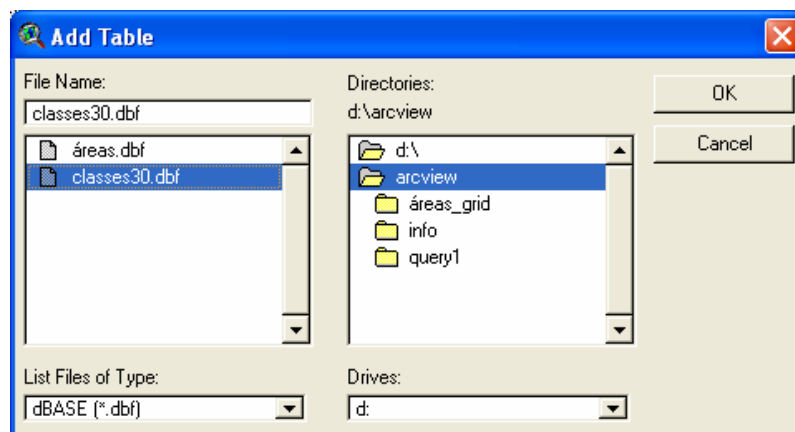 Add Table
File Name:
classes30.dbf
áreas.dbf
classes30.dbf
List Files of Type:
dBASE (*.dbf)
Directories:
d:\arcview
d:\
arcview
áreas_grid
info
query1
Drives:
d:
OK
Cancel